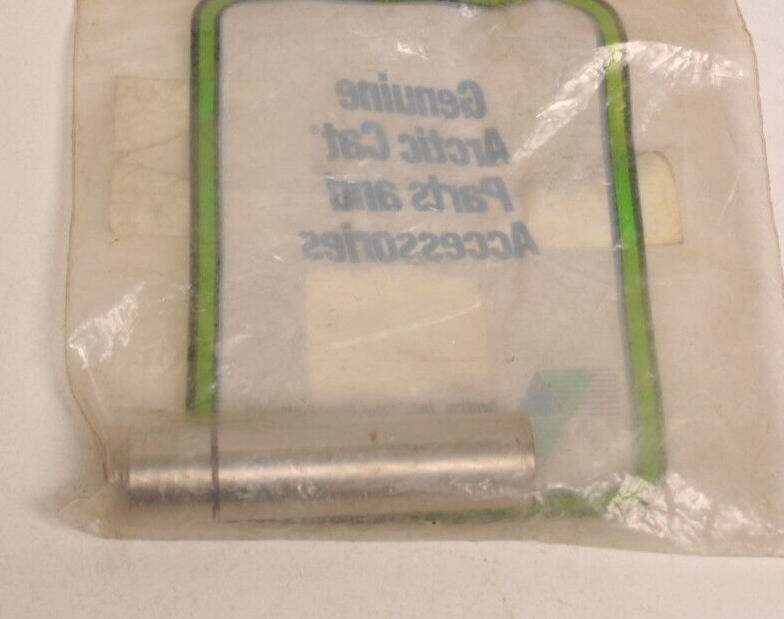 Genuine
Arctic Cat®
Parts and
Accessories